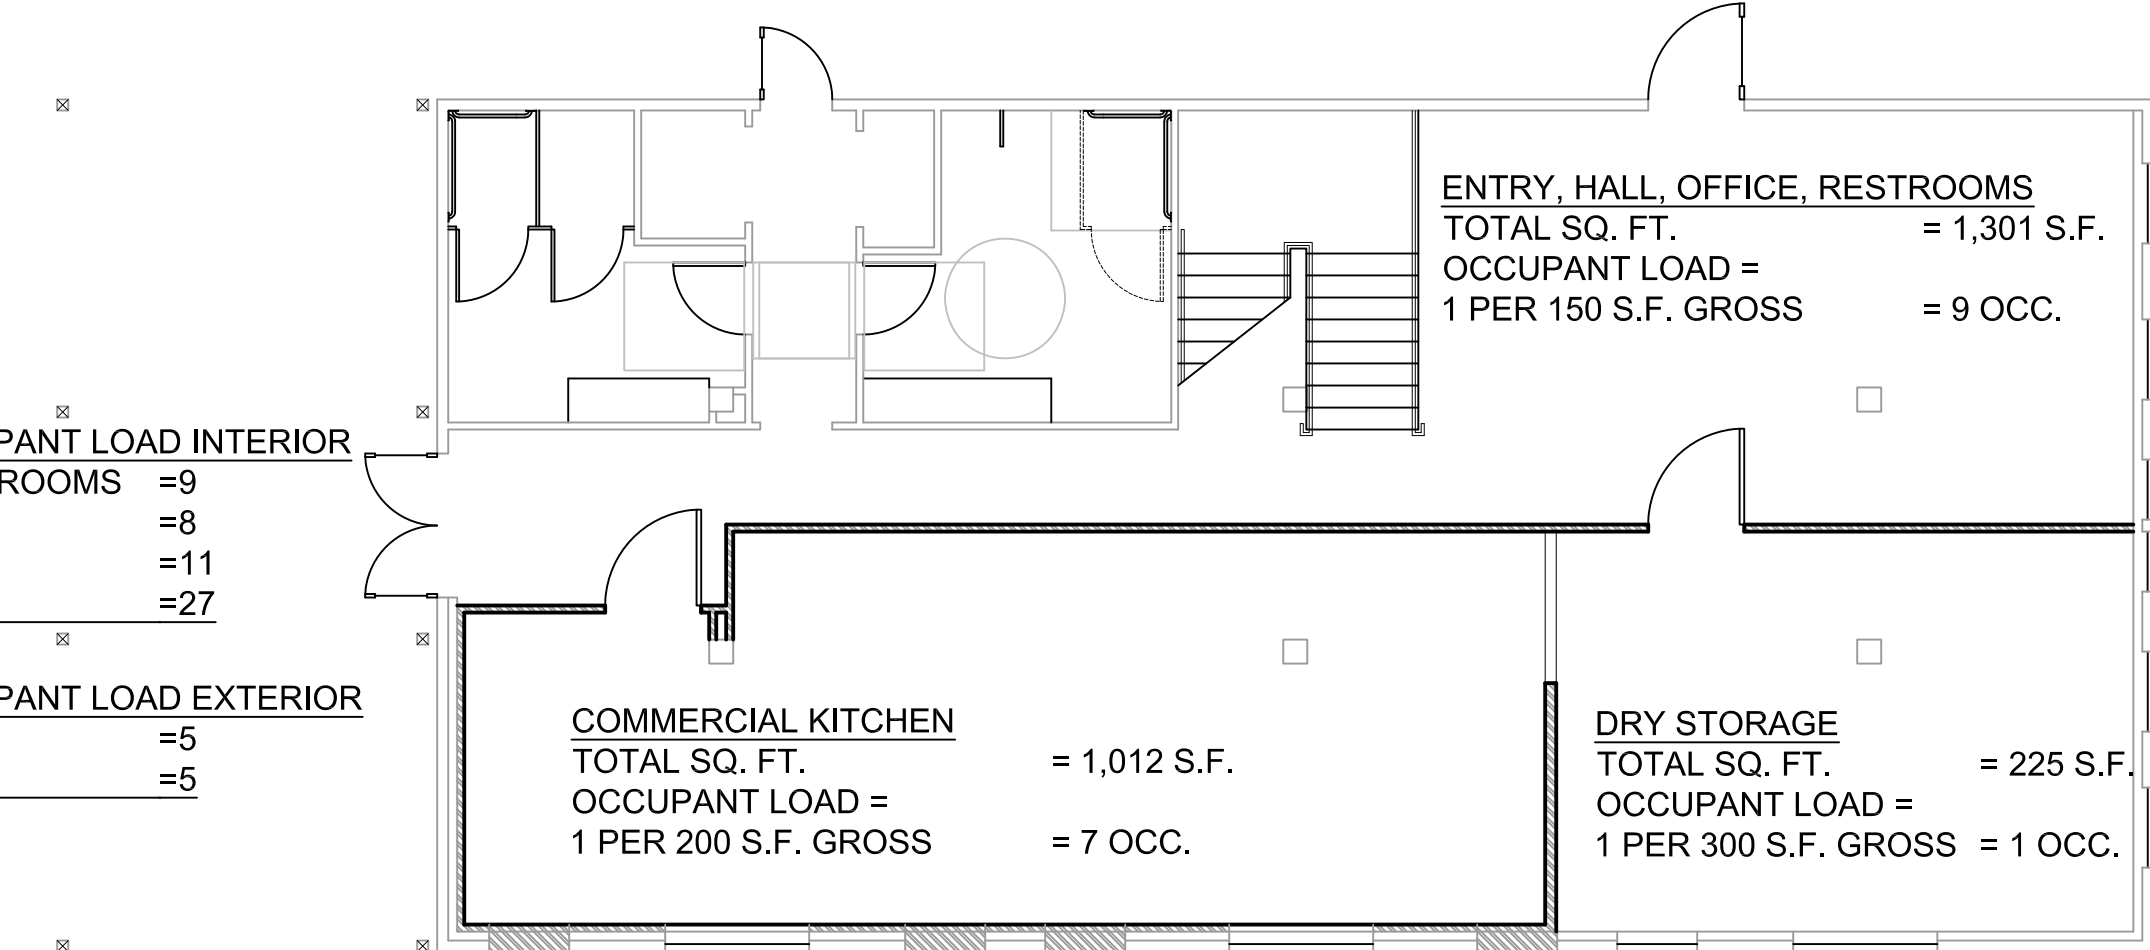 ENTRY, HALL, OFFICE, RESTROOMS
TOTAL SQ. FT. = 1,301 S.F.
OCCUPANT LOAD =
1 PER 150 S.F. GROSS = 9 OCC.
PANT LOAD INTERIOR
ROOMS =9
=8
=11
=27
PANT LOAD EXTERIOR
=5
=5
COMMERCIAL KITCHEN
TOTAL SQ. FT. = 1,012 S.F.
OCCUPANT LOAD =
1 PER 200 S.F. GROSS = 7 OCC.
DRY STORAGE
TOTAL SQ. FT. = 225 S.F.
OCCUPANT LOAD =
1 PER 300 S.F. GROSS = 1 OCC.